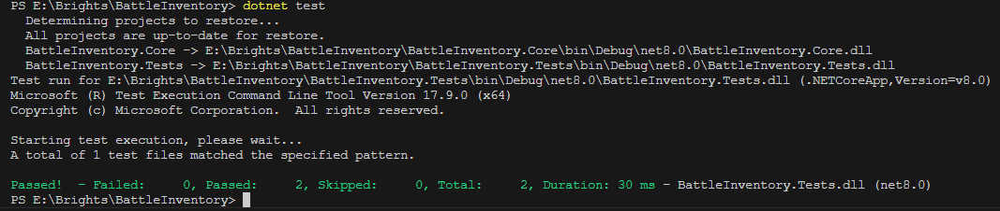 PS E:\Brights\BattleInventory> dotnet test
  Determining projects to restore...
  All projects are up-to-date for restore.
  BattleInventory.Core -> E:\Brights\BattleInventory\BattleInventory.Core\bin\Debug\net8.0\BattleInventory.Core.dll
  BattleInventory.Tests -> E:\Brights\BattleInventory\BattleInventory.Tests\bin\Debug\net8.0\BattleInventory.Tests.dll
Test run for E:\Brights\BattleInventory\BattleInventory.Tests\bin\Debug\net8.0\BattleInventory.Tests.dll (.NETCoreApp,Version=v8.0)
Microsoft (R) Test Execution Command Line Tool Version 17.9.0 (x64)
Copyright (c) Microsoft Corporation.  All rights reserved.
Starting test execution, please wait...
A total of 1 test files matched the specified pattern.
Passed!  - Failed:     0, Passed:     2, Skipped:     0, Total:     2, Duration: 30 ms - BattleInventory.Tests.dll (net8.0)
PS E:\Brights\BattleInventory>